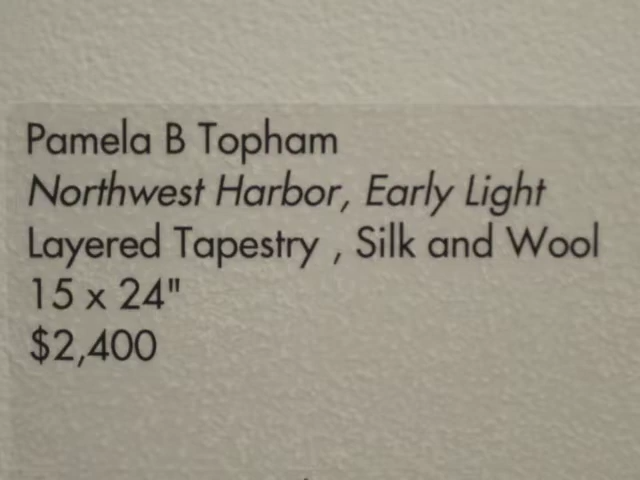 Pamela B Topham
Northwest Harbor, Early Light
Layered Tapestry , Silk and Wool
15 x 24"
$2,400